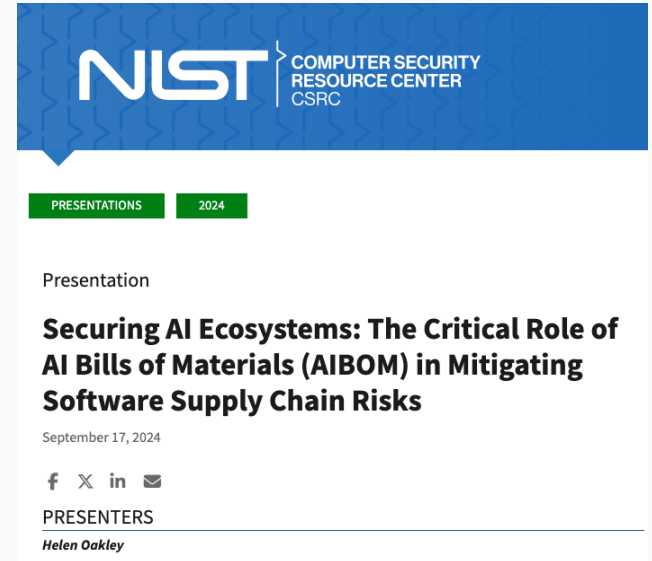 NIST
COMPUTER SECURITY
RESOURCE CENTER
CSRC
PRESENTATIONS
2024
Presentation
Securing AI Ecosystems: The Critical Role of
AI Bills of Materials (AIBOM) in Mitigating
Software Supply Chain Risks
September 17, 2024
PRESENTERS
Helen Oakley